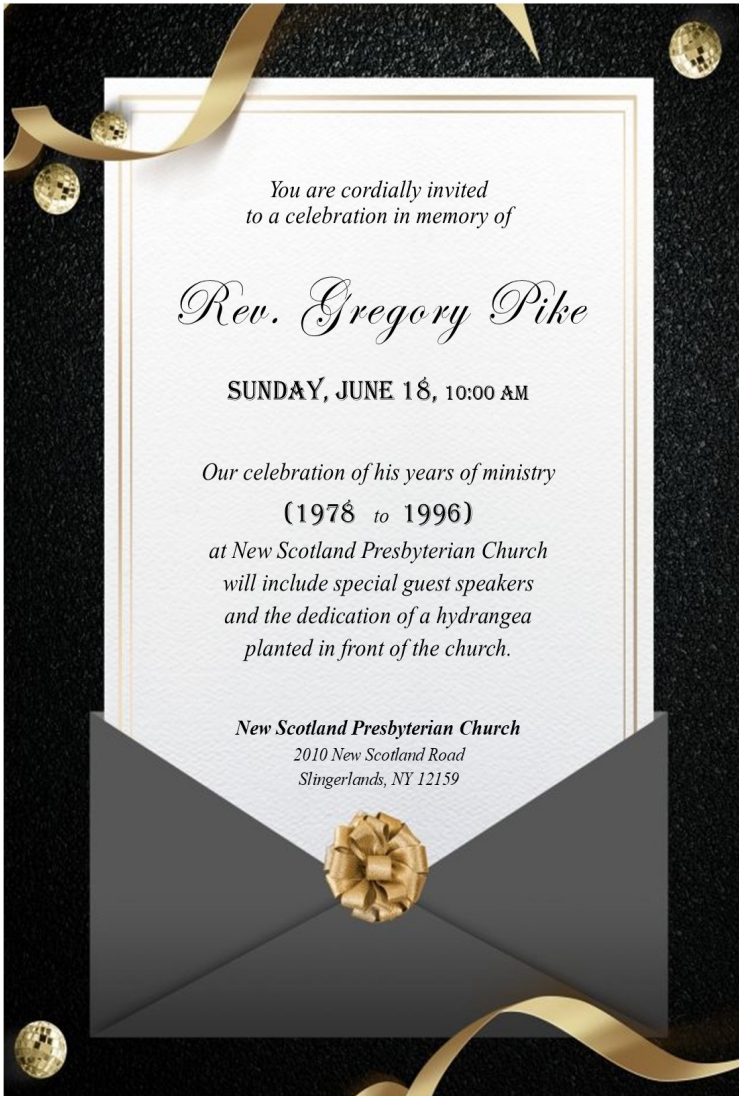 You are cordially invited
to a celebration in memory of
Rev. Gregory Pike
SUNDAY, JUNE 18, 10:00 AM
Our celebration of his years of ministry
(1978 to 1996)
at New Scotland Presbyterian Church
will include special guest speakers
and the dedication of a hydrangea
planted in front of the church.
New Scotland Presbyterian Church
2010 New Scotland Road
Slingerlands, NY 12159